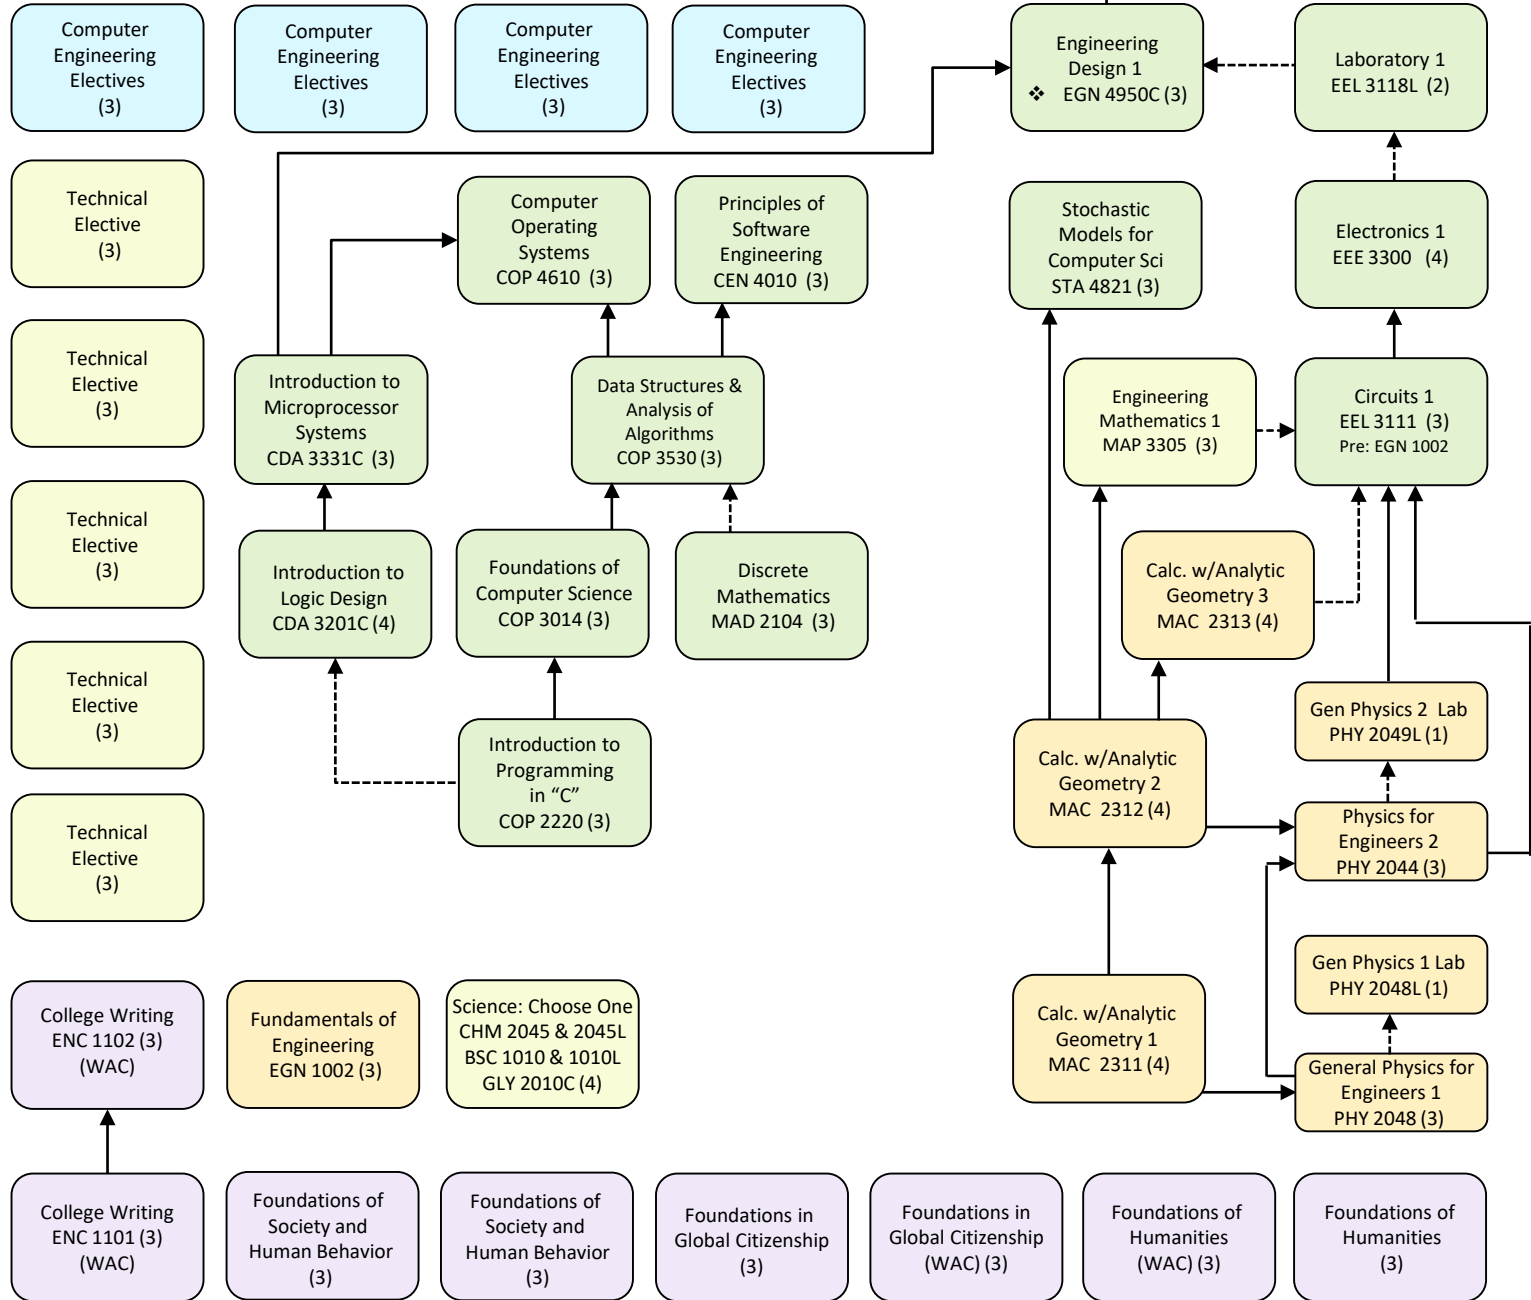 Computer
Engineering
Electives
(3)
Computer
Engineering
Electives
(3)
Computer
Engineering
Electives
(3)
Computer
Engineering
Electives
(3)
Engineering
Design 1
❖ EGN 4950C (3)
Laboratory 1
EEL 3118L (2)
Technical
Elective
(3)
Computer
Operating
Systems
COP 4610 (3)
Principles of
Software
Engineering
CEN 4010 (3)
Stochastic
Models for
Computer Sci
STA 4821 (3)
Electronics 1
EEE 3300 (4)
Technical
Elective
(3)
Introduction to
Microprocessor
Systems
CDA 3331C (3)
Data Structures &
Analysis of
Algorithms
COP 3530 (3)
Engineering
Mathematics 1
MAP 3305 (3)
Circuits 1
EEL 3111 (3)
Pre: EGN 1002
Technical
Elective
(3)
Introduction to
Logic Design
CDA 3201C (4)
Foundations of
Computer Science
COP 3014 (3)
Discrete
Mathematics
MAD 2104 (3)
Calc. w/Analytic
Geometry 3
MAC 2313 (4)
Technical
Elective
(3)
Introduction to
Programming
in “C”
COP 2220 (3)
Calc. w/Analytic
Geometry 2
MAC 2312 (4)
Gen Physics 2 Lab
PHY 2049L (1)
Technical
Elective
(3)
Physics for
Engineers 2
PHY 2044 (3)
Gen Physics 1 Lab
PHY 2048L (1)
College Writing
ENC 1102 (3)
(WAC)
Fundamentals of
Engineering
EGN 1002 (3)
Science: Choose One
CHM 2045 & 2045L
BSC 1010 & 1010L
GLY 2010C (4)
Calc. w/Analytic
Geometry 1
MAC 2311 (4)
General Physics for
Engineers 1
PHY 2048 (3)
College Writing
ENC 1101 (3)
(WAC)
Foundations of
Society and
Human Behavior
(3)
Foundations of
Society and
Human Behavior
(3)
Foundations in
Global Citizenship
(3)
Foundations in
Global Citizenship
(WAC) (3)
Foundations of
Humanities
(WAC) (3)
Foundations of
Humanities
(3)